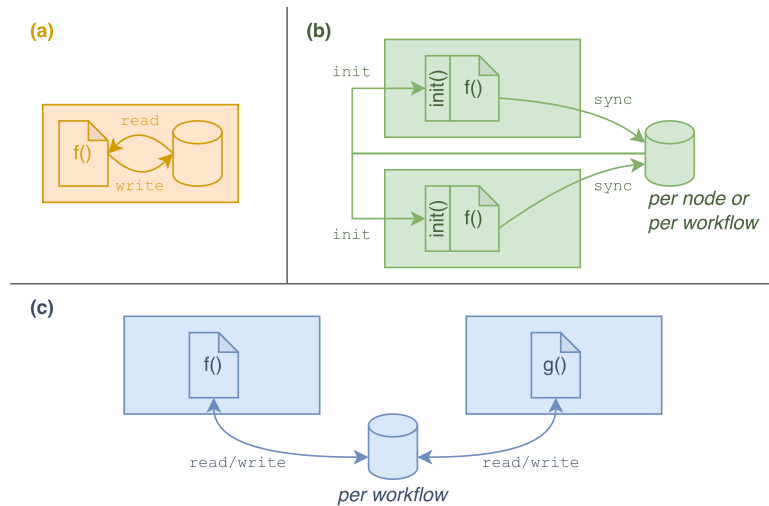 (a)
read
f()
write
(b)
init
init()
f()
sync
init()
f()
sync
init
per node or
per workflow
(c)
f()
g()
read/write
read/write
per workflow